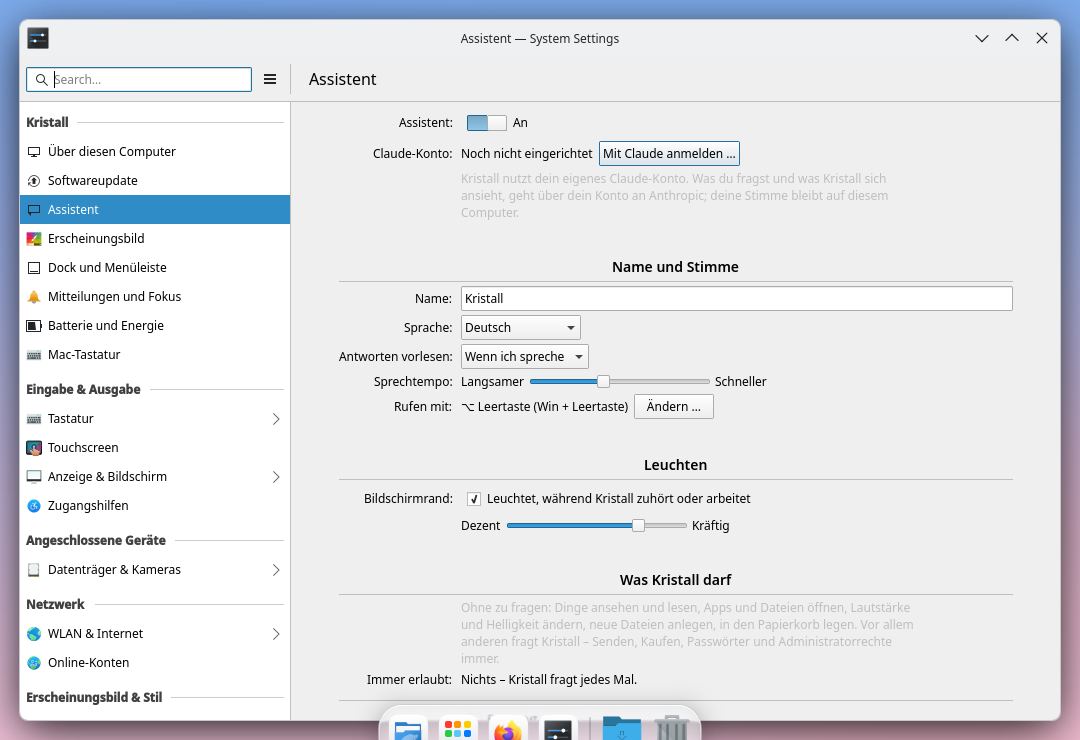 Assistent — System Settings
Search...
Assistent
Kristall
Über diesen Computer
Softwareupdate
Assistent
Erscheinungsbild
Dock und Menüleiste
Mitteilungen und Fokus
Batterie und Energie
Mac-Tastatur
Eingabe & Ausgabe
Tastatur
Touchscreen
Anzeige & Bildschirm
Zugangshilfen
Angeschlossene Geräte
Datenträger & Kameras
Netzwerk
WLAN & Internet
Online-Konten
Erscheinungsbild & Stil
Assistent: An
Claude-Konto: Noch nicht eingerichtet Mit Claude anmelden ...
Kristall nutzt dein eigenes Claude-Konto. Was du fragst und was Kristall sich
ansieht, geht über dein Konto an Anthropic; deine Stimme bleibt auf diesem
Computer.
Name und Stimme
Name: Kristall
Sprache: Deutsch
Antworten vorlesen: Wenn ich spreche
Sprechtempo: Langsamer Schneller
Rufen mit: ⌥ Leertaste (Win + Leertaste) Ändern ...
Leuchten
Bildschirmrand: Leuchtet, während Kristall zuhört oder arbeitet
Dezent Kräftig
Was Kristall darf
Ohne zu fragen: Dinge ansehen und lesen, Apps und Dateien öffnen, Lautstärke
und Helligkeit ändern, neue Dateien anlegen, in den Papierkorb legen. Vor allem
anderen fragt Kristall – Senden, Kaufen, Passwörter und Administratorrechte
immer.
Immer erlaubt: Nichts – Kristall fragt jedes Mal.